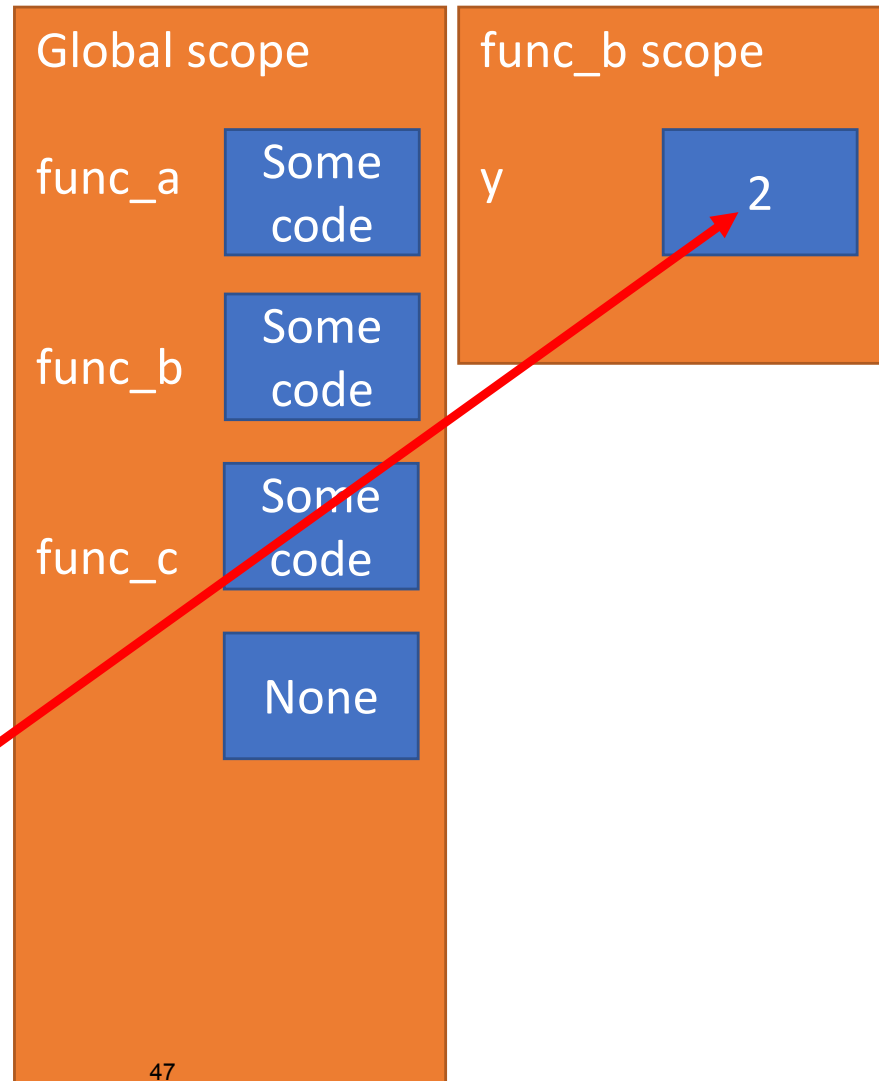 Global scope
func_a
Some
code
func_b
Some
code
func_c
Some
code
None
47
func_b scope
y
2